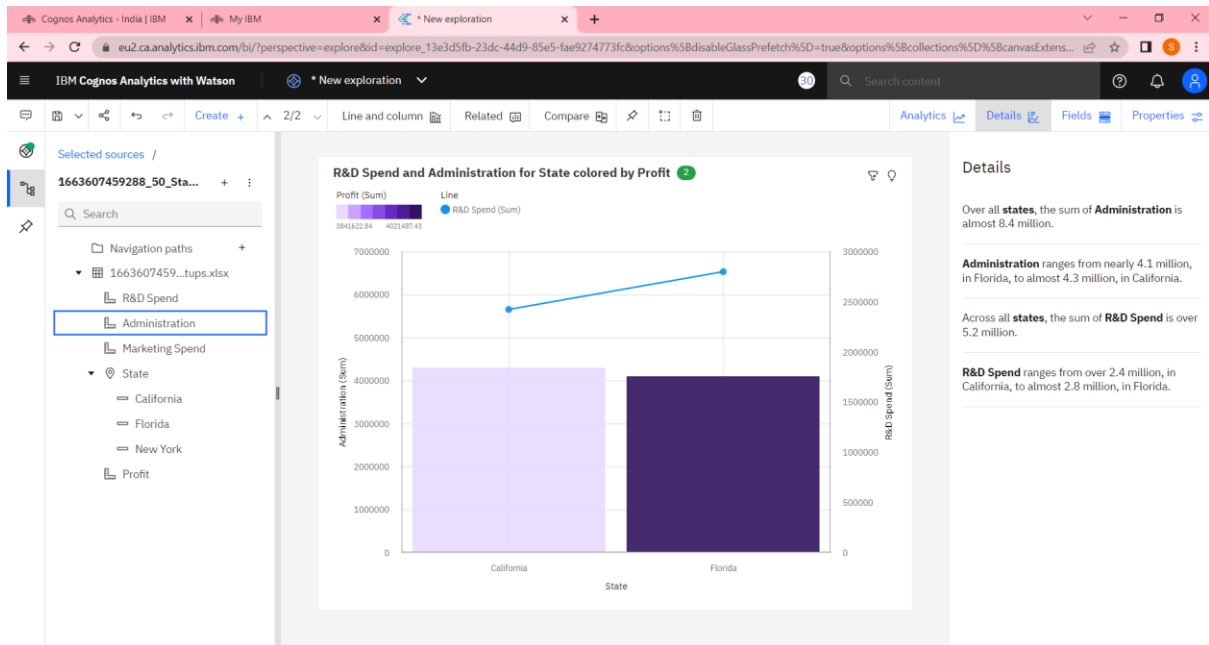 Cognos Analytics - India | IBM
My IBM
* New exploration
eu2.ca.analytics.ibm.com/bi/?perspective=explore&id=explore_13e3d5fb-23dc-44d9-85e5-fae9274773fc&options%5BdisableGlassPrefetch%5D=true&options%5Bcollections%5D%5BcanvasExtens...
S
IBM Cognos Analytics with Watson
* New exploration
30
Search content
Create +
2/2
Line and column
Related
Compare
Analytics
Details
Fields
Properties
Selected sources /
1663607459288_50_Sta...
Search
Navigation paths
1663607459...tups.xlsx
R&D Spend
Administration
Marketing Spend
State
California
Florida
New York
Profit
R&D Spend and Administration for State colored by Profit 2
Profit (Sum)
3841622.84 4021487.43
Line
R&D Spend (Sum)
7000000
6000000
5000000
4000000
3000000
2000000
1000000
0
Administration (Sum)
3000000
2500000
2000000
1500000
1000000
500000
0
R&D Spend (Sum)
California
Florida
State
Details
Over all states, the sum of Administration is
almost 8.4 million.
Administration ranges from nearly 4.1 million,
in Florida, to almost 4.3 million, in California.
Across all states, the sum of R&D Spend is over
5.2 million.
R&D Spend ranges from over 2.4 million, in
California, to almost 2.8 million, in Florida.